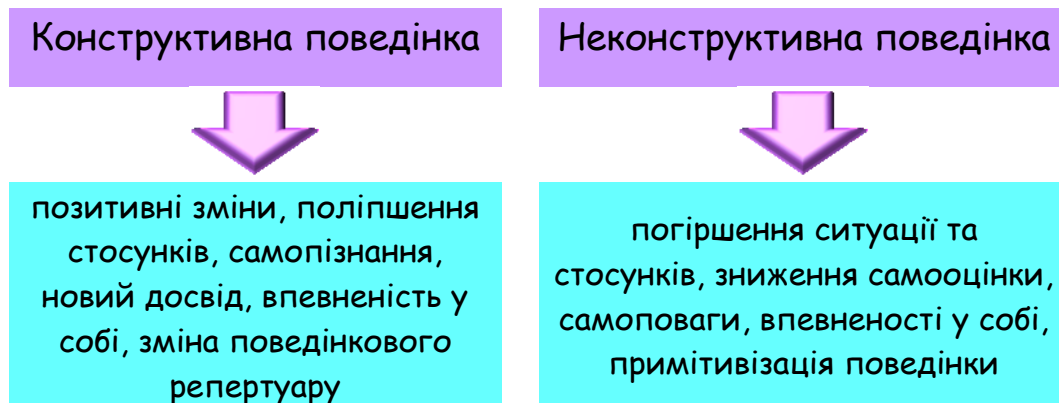 Конструктивна поведінка
позитивні зміни, поліпшення
стосунків, самопізнання,
новий досвід, впевненість у
собі, зміна поведінкового
репертуару
Неконструктивна поведінка
погіршення ситуації та
стосунків, зниження самооцінки,
самоповаги, впевненості у собі,
примітивізація поведінки